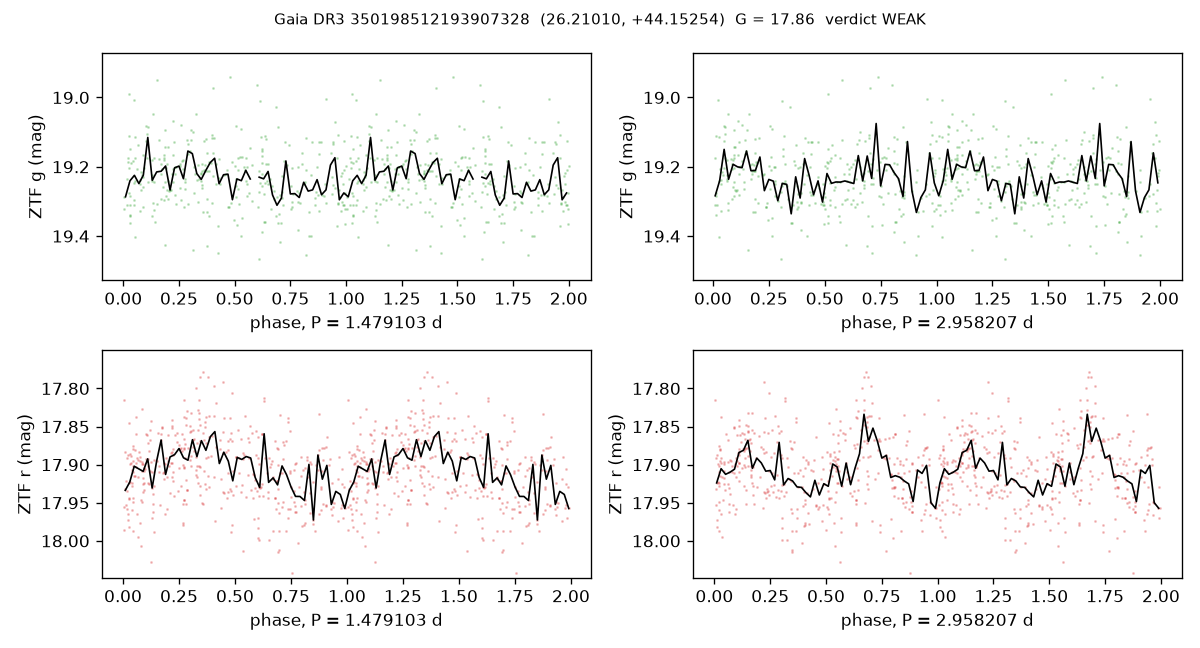 Gaia DR3 350198512193907328  (26.21010, +44.15254)  G = 17.86  verdict WEAK
ZTF g (mag)
19.0
19.2
19.4
0.00 0.25 0.50 0.75 1.00 1.25 1.50 1.75 2.00
phase, P = 1.479103 d
ZTF g (mag)
19.0
19.2
19.4
0.00 0.25 0.50 0.75 1.00 1.25 1.50 1.75 2.00
phase, P = 2.958207 d
ZTF r (mag)
17.80
17.85
17.90
17.95
18.00
0.00 0.25 0.50 0.75 1.00 1.25 1.50 1.75 2.00
phase, P = 1.479103 d
ZTF r (mag)
17.80
17.85
17.90
17.95
18.00
0.00 0.25 0.50 0.75 1.00 1.25 1.50 1.75 2.00
phase, P = 2.958207 d